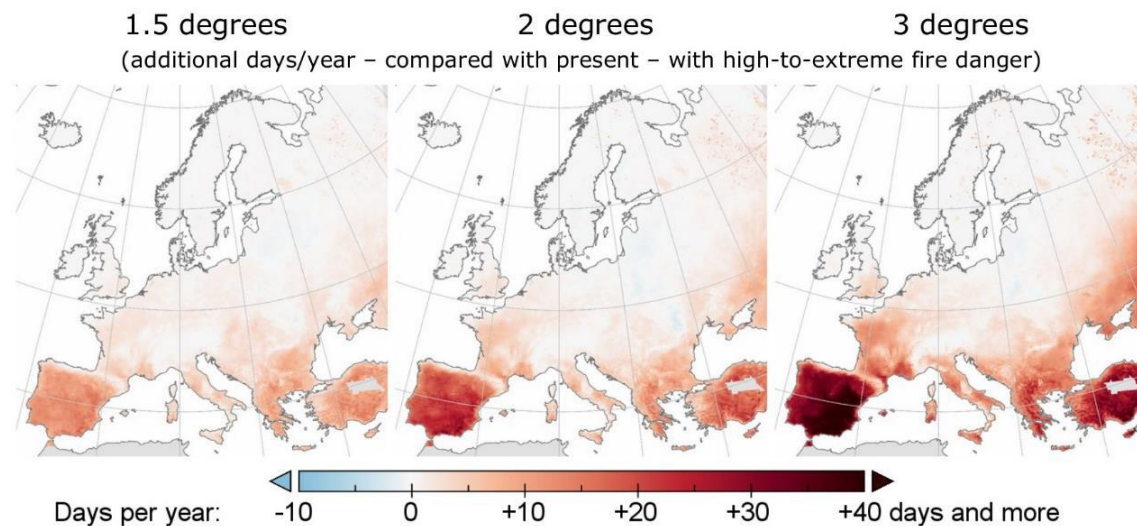 1.5 degrees 2 degrees 3 degrees
(additional days/year – compared with present – with high-to-extreme fire danger)
Days per year: -10 0 +10 +20 +30 +40 days and more